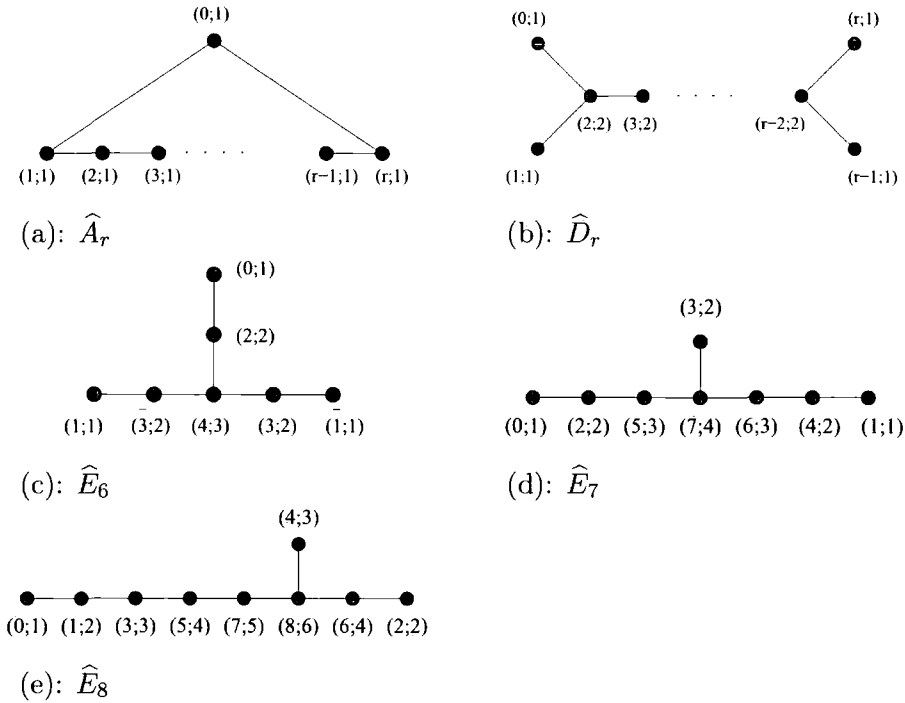 (0;1)
(1;1) (2;1) (3;1) . . . . (r−1;1) (r;1)
(a): $\widehat{A}_r$
(0;1) (r;1)
(2;2) (3;2) . . . . (r−2;2)
(1;1) (r−1;1)
(b): $\widehat{D}_r$
(0;1)
(2;2)
(1;1) ($\bar{3}$;2) (4;3) (3;2) ($\bar{1}$;1)
(c): $\widehat{E}_6$
(3;2)
(0;1) (2;2) (5;3) (7;4) (6;3) (4;2) (1;1)
(d): $\widehat{E}_7$
(4;3)
(0;1) (1;2) (3;3) (5;4) (7;5) (8;6) (6;4) (2;2)
(e): $\widehat{E}_8$